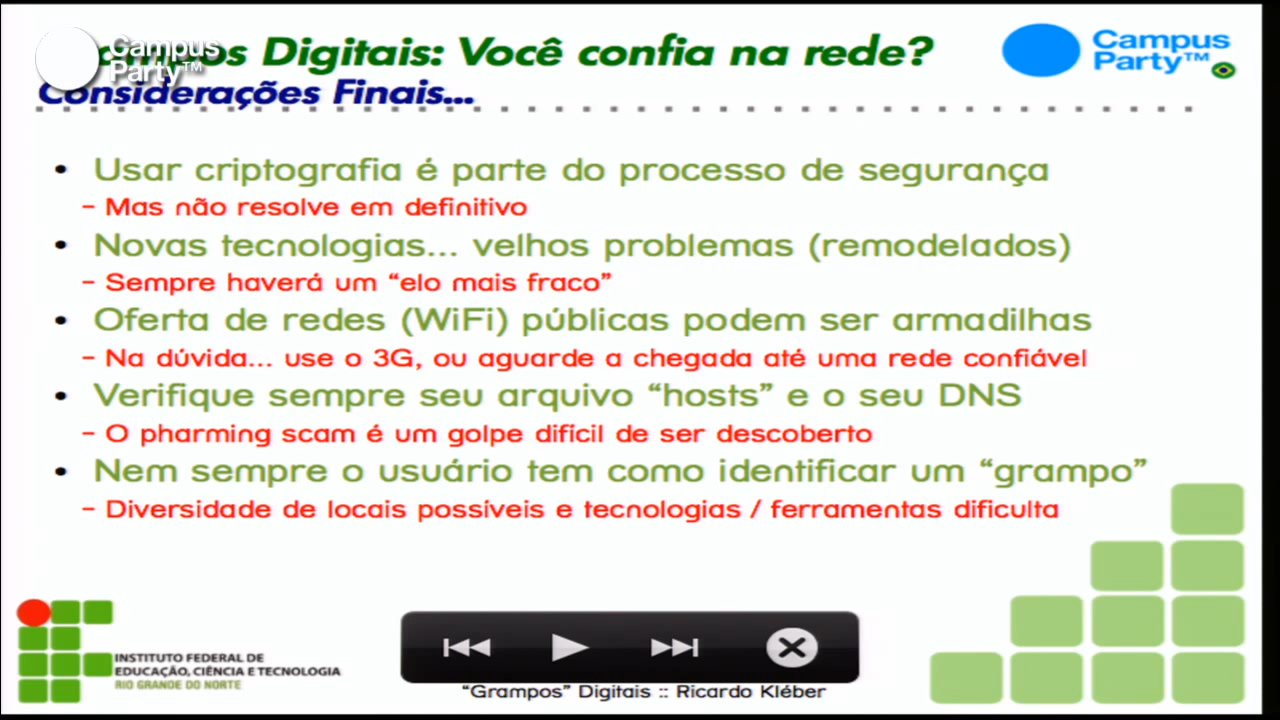 Campus
Party™
os Digitais: Você confia na rede?
Considerações Finais...
Campus
Party™
• Usar criptografia é parte do processo de segurança
- Mas não resolve em definitivo
• Novas tecnologias... velhos problemas (remodelados)
- Sempre haverá um “elo mais fraco”
• Oferta de redes (WiFi) públicas podem ser armadilhas
- Na dúvida... use o 3G, ou aguarde a chegada até uma rede confiável
• Verifique sempre seu arquivo “hosts” e o seu DNS
- O pharming scam é um golpe difícil de ser descoberto
• Nem sempre o usuário tem como identificar um “grampo”
- Diversidade de locais possíveis e tecnologias / ferramentas dificulta
INSTITUTO FEDERAL DE
EDUCAÇÃO, CIÊNCIA E TECNOLOGIA
RIO GRANDE DO NORTE
“Grampos” Digitais :: Ricardo Kléber